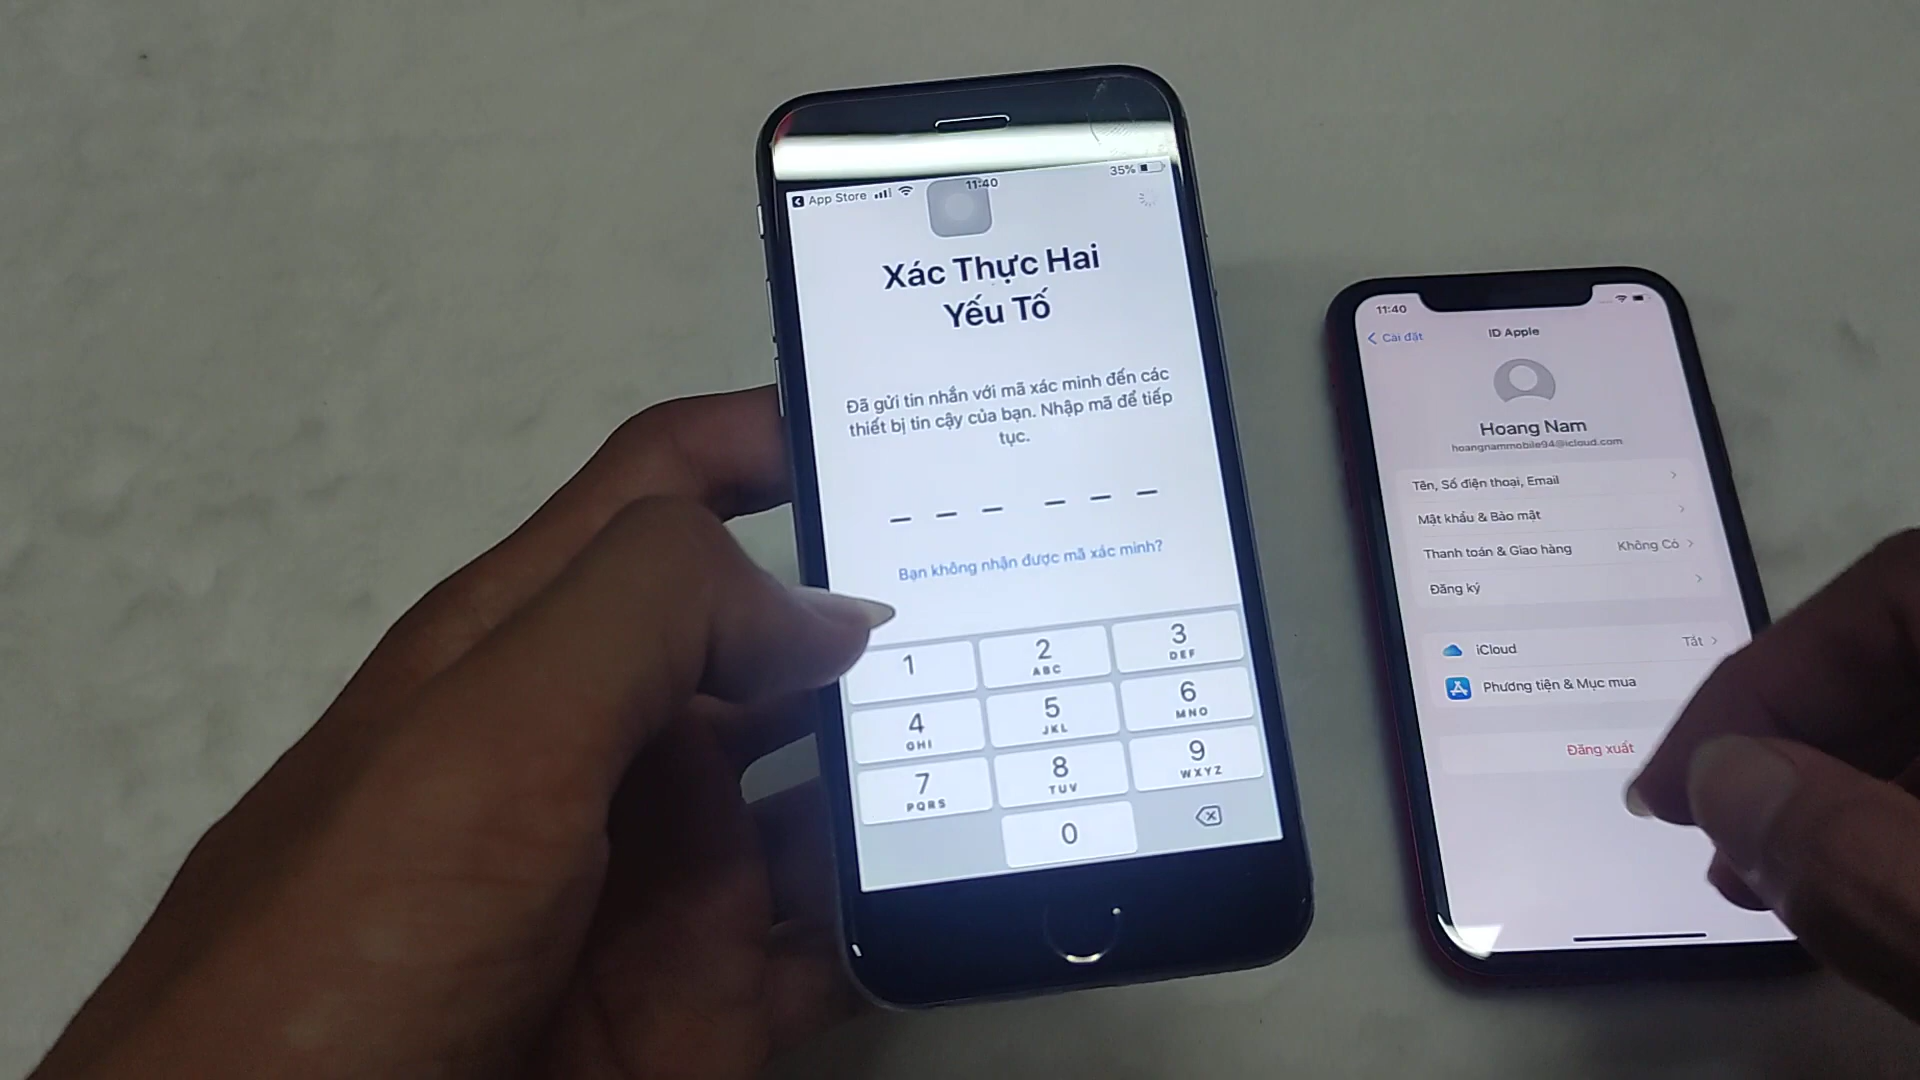 App Store
11:40
35%
Xác Thực Hai
Yếu Tố
Đã gửi tin nhắn với mã xác minh đến các
thiết bị tin cậy của bạn. Nhập mã để tiếp
tục.
Bạn không nhận được mã xác minh?
1
2
ABC
3
DEF
4
GHI
5
JKL
6
MNO
7
PQRS
8
TUV
9
WXYZ
0
11:40
Cài đặt
ID Apple
Hoang Nam
hoangnammobile94@icloud.com
Tên, Số điện thoại, Email
Mật khẩu & Bảo mật
Thanh toán & Giao hàng Không Có
Đăng ký
iCloud Tắt
Phương tiện & Mục mua
Đăng xuất